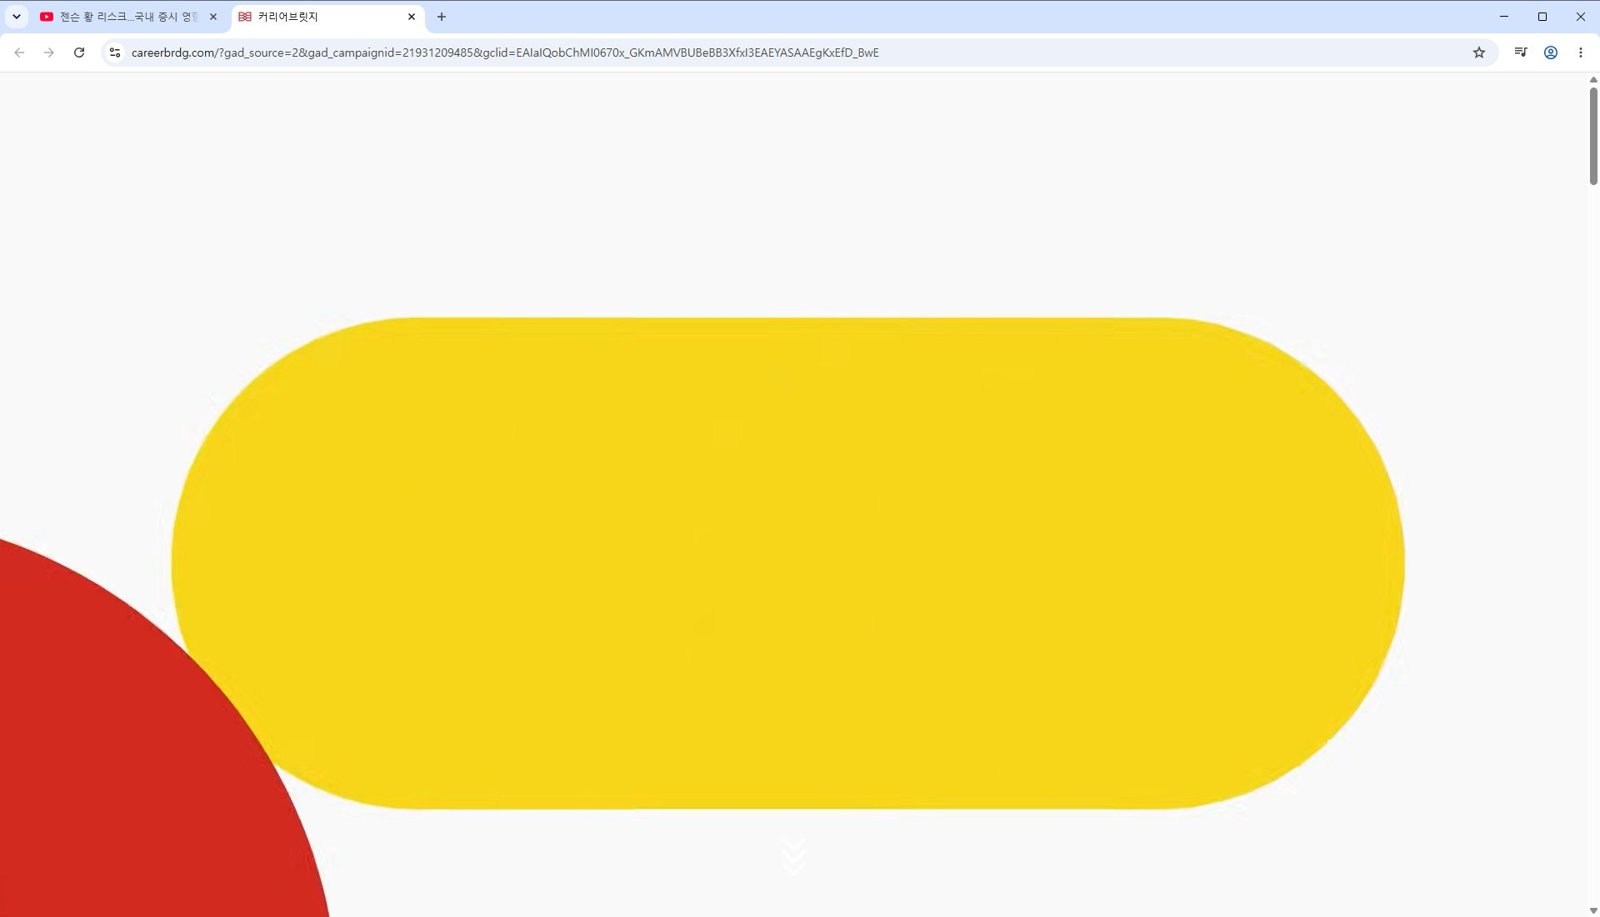 젠슨 황 리스크...국내 증시 영
커리어브릿지
careerbrdg.com/?gad_source=2&gad_campaignid=21931209485&gclid=EAIaIQobChMI0670x_GKmAMVBUBeBB3XfxI3EAEYASAAEgKxEfD_BwE